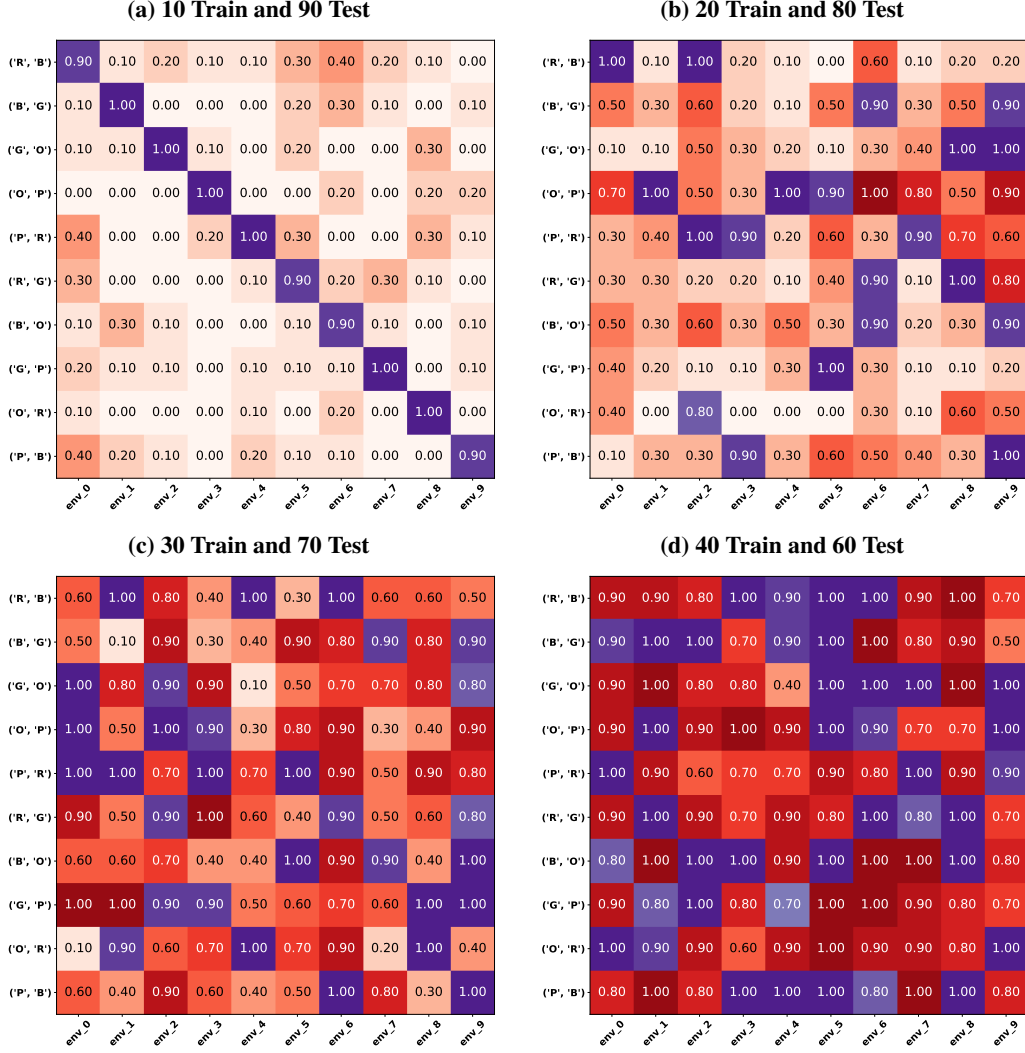 (a) 10 Train and 90 Test
('R', 'B') 0.90 0.10 0.20 0.10 0.10 0.30 0.40 0.20 0.10 0.00
('B', 'G') 0.10 1.00 0.00 0.00 0.00 0.20 0.30 0.10 0.00 0.10
('G', 'O') 0.10 0.10 1.00 0.10 0.00 0.20 0.00 0.00 0.30 0.00
('O', 'P') 0.00 0.00 0.00 1.00 0.00 0.00 0.20 0.00 0.20 0.20
('P', 'R') 0.40 0.00 0.00 0.20 1.00 0.30 0.00 0.00 0.30 0.10
('R', 'G') 0.30 0.00 0.00 0.00 0.10 0.90 0.20 0.30 0.10 0.00
('B', 'O') 0.10 0.30 0.10 0.00 0.00 0.10 0.90 0.10 0.00 0.10
('G', 'P') 0.20 0.10 0.10 0.00 0.10 0.10 0.10 1.00 0.00 0.10
('O', 'R') 0.10 0.00 0.00 0.00 0.10 0.00 0.20 0.00 1.00 0.00
('P', 'B') 0.40 0.20 0.10 0.00 0.20 0.10 0.10 0.00 0.00 0.90
env_0 env_1 env_2 env_3 env_4 env_5 env_6 env_7 env_8 env_9
(b) 20 Train and 80 Test
('R', 'B') 1.00 0.10 1.00 0.20 0.10 0.00 0.60 0.10 0.20 0.20
('B', 'G') 0.50 0.30 0.60 0.20 0.10 0.50 0.90 0.30 0.50 0.90
('G', 'O') 0.10 0.10 0.50 0.30 0.20 0.10 0.30 0.40 1.00 1.00
('O', 'P') 0.70 1.00 0.50 0.30 1.00 0.90 1.00 0.80 0.50 0.90
('P', 'R') 0.30 0.40 1.00 0.90 0.20 0.60 0.30 0.90 0.70 0.60
('R', 'G') 0.30 0.30 0.20 0.20 0.10 0.40 0.90 0.10 1.00 0.80
('B', 'O') 0.50 0.30 0.60 0.30 0.50 0.30 0.90 0.20 0.30 0.90
('G', 'P') 0.40 0.20 0.10 0.10 0.30 1.00 0.30 0.10 0.10 0.20
('O', 'R') 0.40 0.00 0.80 0.00 0.00 0.00 0.30 0.10 0.60 0.50
('P', 'B') 0.10 0.30 0.30 0.90 0.30 0.60 0.50 0.40 0.30 1.00
env_0 env_1 env_2 env_3 env_4 env_5 env_6 env_7 env_8 env_9
(c) 30 Train and 70 Test
('R', 'B') 0.60 1.00 0.80 0.40 1.00 0.30 1.00 0.60 0.60 0.50
('B', 'G') 0.50 0.10 0.90 0.30 0.40 0.90 0.80 0.90 0.80 0.90
('G', 'O') 1.00 0.80 0.90 0.90 0.10 0.50 0.70 0.70 0.80 0.80
('O', 'P') 1.00 0.50 1.00 0.90 0.30 0.80 0.90 0.30 0.40 0.90
('P', 'R') 1.00 1.00 0.70 1.00 0.70 1.00 0.90 0.50 0.90 0.80
('R', 'G') 0.90 0.50 0.90 1.00 0.60 0.40 0.90 0.50 0.60 0.80
('B', 'O') 0.60 0.60 0.70 0.40 0.40 1.00 0.90 0.90 0.40 1.00
('G', 'P') 1.00 1.00 0.90 0.90 0.50 0.60 0.70 0.60 1.00 1.00
('O', 'R') 0.10 0.90 0.60 0.70 1.00 0.70 0.90 0.20 1.00 0.40
('P', 'B') 0.60 0.40 0.90 0.60 0.40 0.50 1.00 0.80 0.30 1.00
env_0 env_1 env_2 env_3 env_4 env_5 env_6 env_7 env_8 env_9
(d) 40 Train and 60 Test
('R', 'B') 0.90 0.90 0.80 1.00 0.90 1.00 1.00 0.90 1.00 0.70
('B', 'G') 0.90 1.00 1.00 0.70 0.90 1.00 1.00 0.80 0.90 0.50
('G', 'O') 0.90 1.00 0.80 0.80 0.40 1.00 1.00 1.00 1.00 1.00
('O', 'P') 0.90 1.00 0.90 1.00 0.90 1.00 0.90 0.70 0.70 1.00
('P', 'R') 1.00 0.90 0.60 0.70 0.70 0.90 0.80 1.00 0.90 0.90
('R', 'G') 0.90 1.00 0.90 0.70 0.90 0.80 1.00 0.80 1.00 0.70
('B', 'O') 0.80 1.00 1.00 1.00 0.90 1.00 1.00 1.00 1.00 0.80
('G', 'P') 0.90 0.80 1.00 0.80 0.70 1.00 1.00 0.90 0.80 0.70
('O', 'R') 1.00 0.90 0.90 0.60 0.90 1.00 0.90 0.90 0.80 1.00
('P', 'B') 0.80 1.00 0.80 1.00 1.00 1.00 0.80 1.00 1.00 0.80
env_0 env_1 env_2 env_3 env_4 env_5 env_6 env_7 env_8 env_9